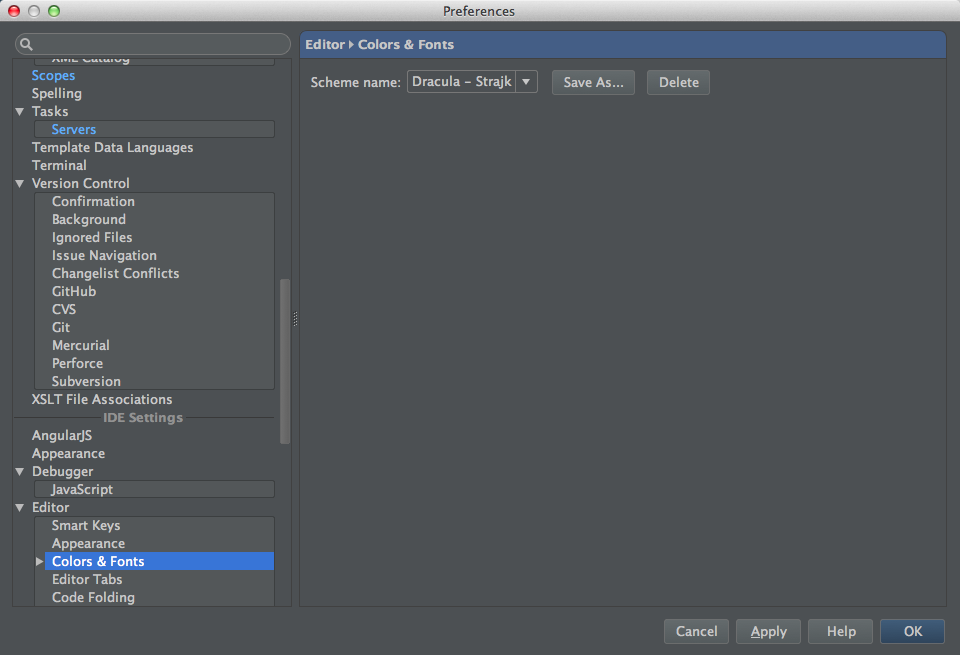 Preferences
XML Catalog
Scopes
Spelling
Tasks
Servers
Template Data Languages
Terminal
Version Control
Confirmation
Background
Ignored Files
Issue Navigation
Changelist Conflicts
GitHub
CVS
Git
Mercurial
Perforce
Subversion
XSLT File Associations
IDE Settings
AngularJS
Appearance
Debugger
JavaScript
Editor
Smart Keys
Appearance
Colors & Fonts
Editor Tabs
Code Folding
Editor Colors & Fonts
Scheme name: Dracula - Strajk Save As... Delete
Cancel Apply Help OK